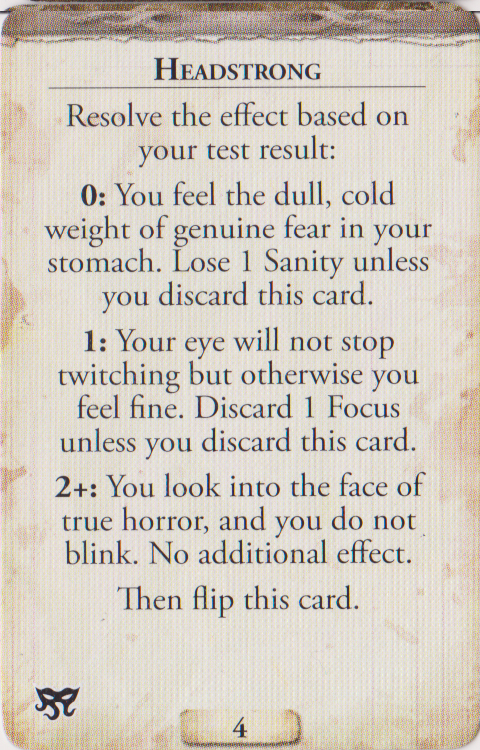 HEADSTRONG
Resolve the effect based on
your test result:
0: You feel the dull, cold
weight of genuine fear in your
stomach. Lose 1 Sanity unless
you discard this card.
1: Your eye will not stop
twitching but otherwise you
feel fine. Discard 1 Focus
unless you discard this card.
2+: You look into the face of
true horror, and you do not
blink. No additional effect.
Then flip this card.
4